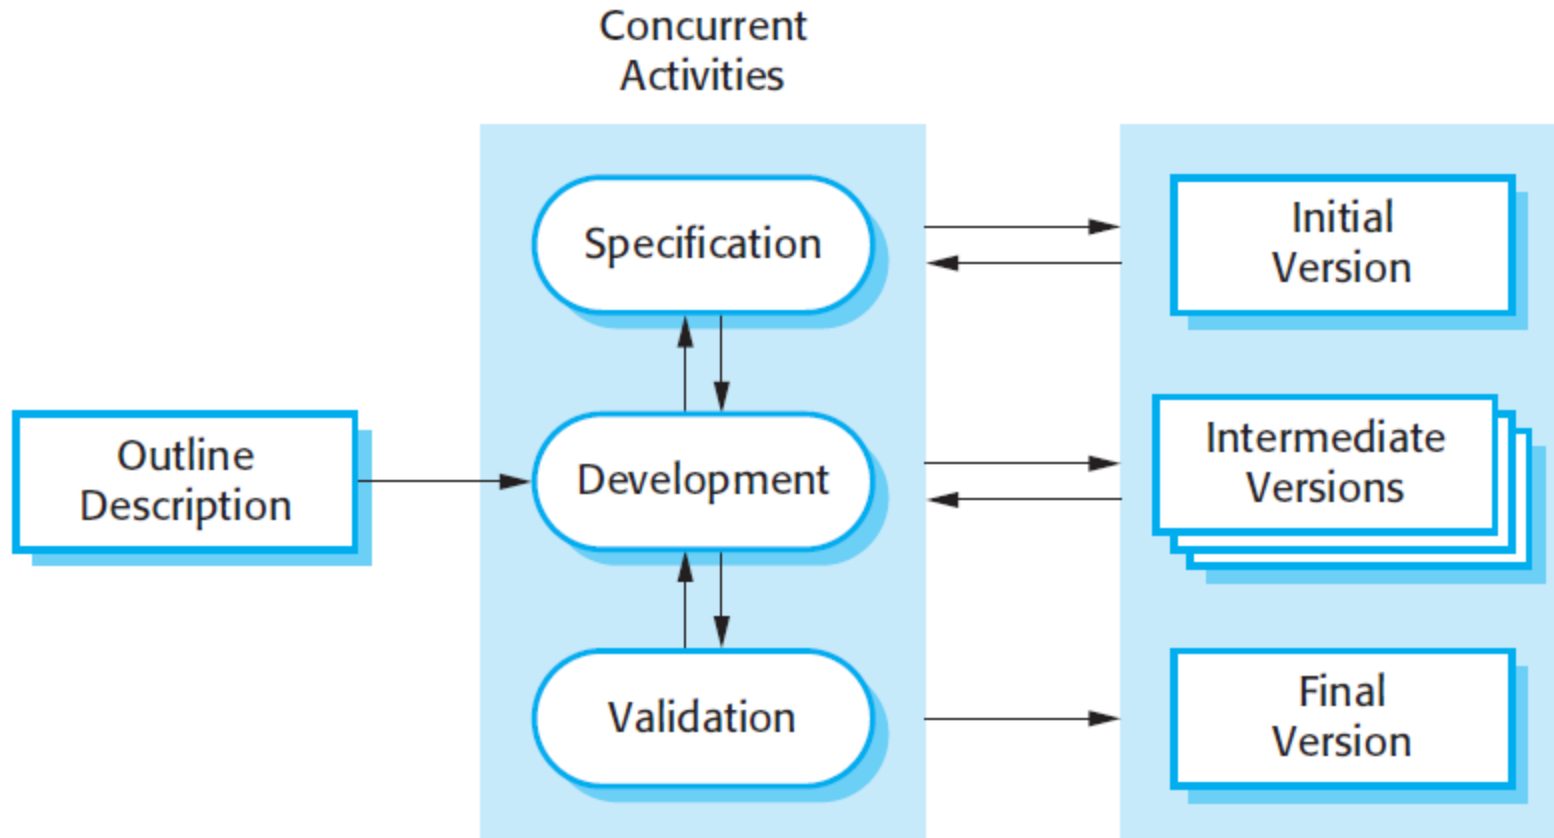 Concurrent
Activities
Specification
Initial
Version
Outline
Description
Development
Intermediate
Versions
Validation
Final
Version